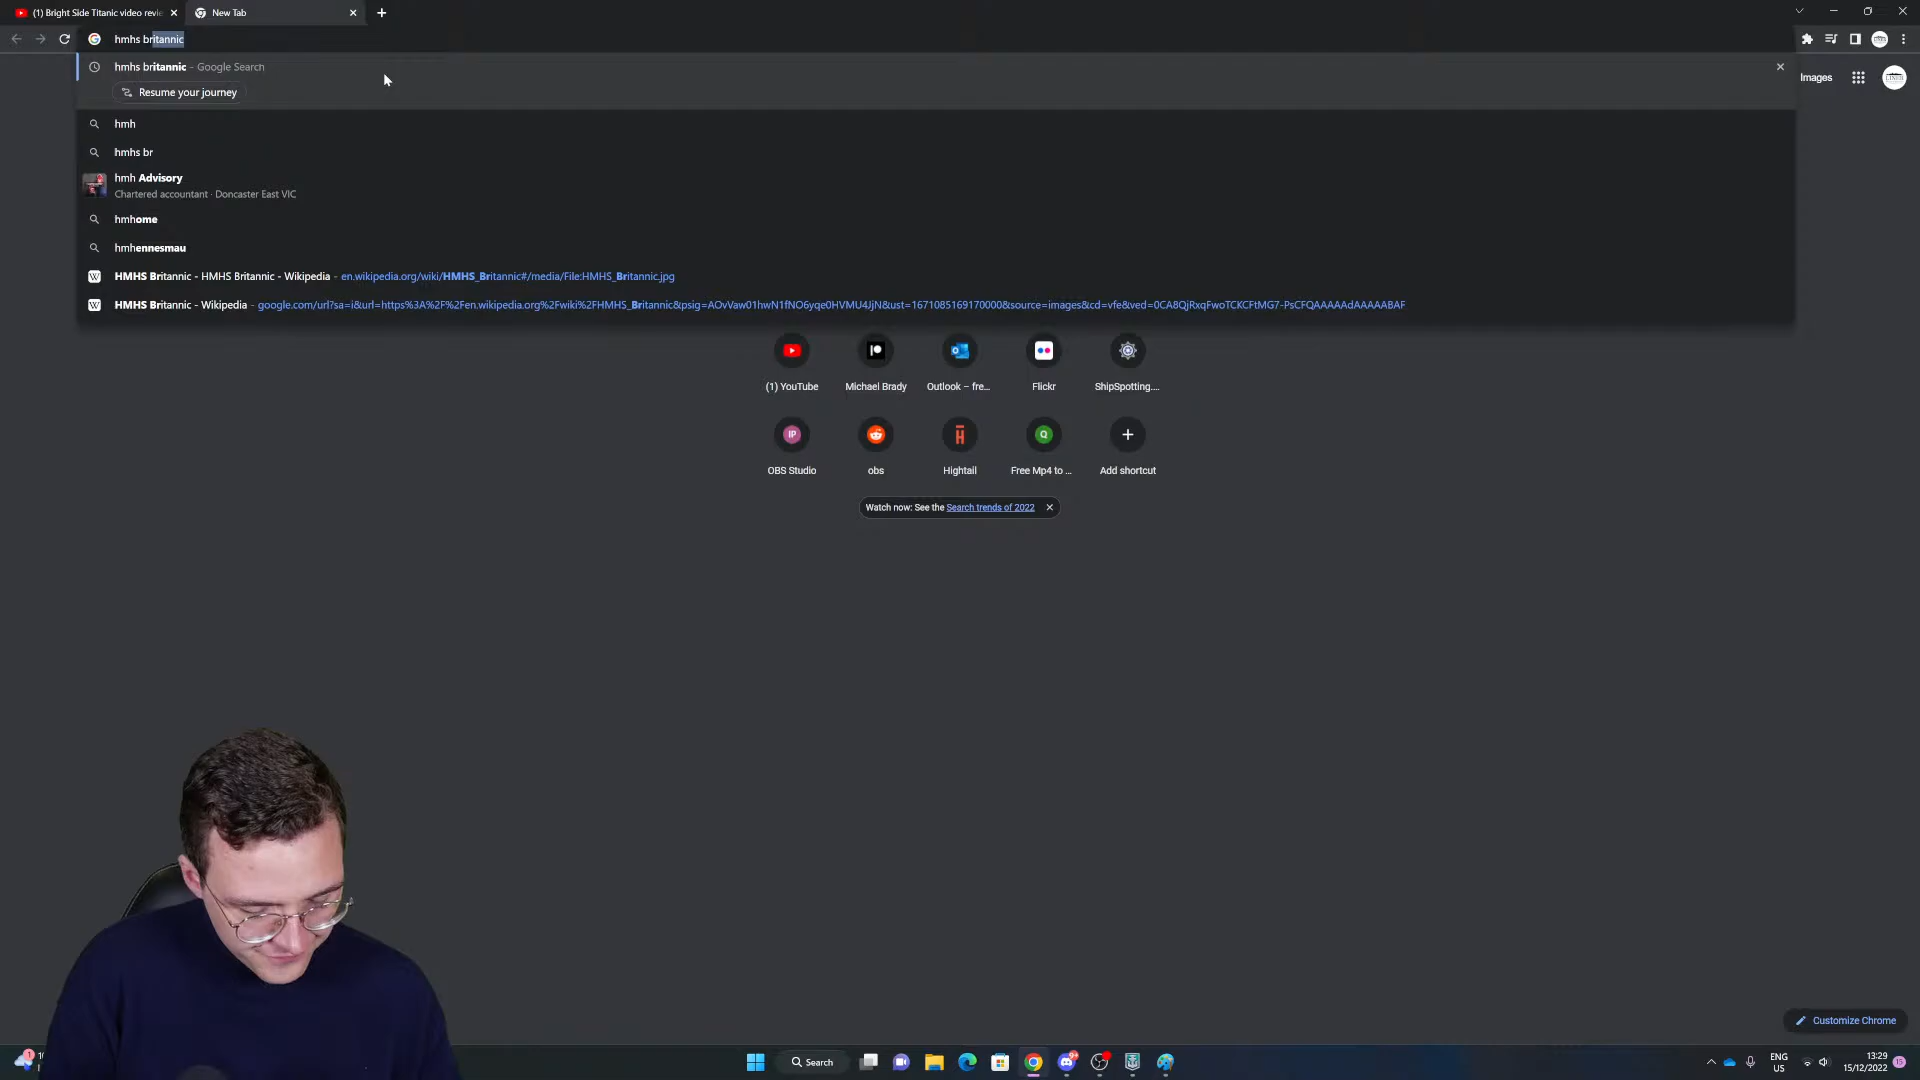 (1) Bright Side Titanic video revie
New Tab
hmhs britannic
hmhs britannic - Google Search
Resume your journey
Images
hmh
hmhs br
hmh Advisory
Chartered accountant · Doncaster East VIC
hmhome
hmhennesmau
HMHS Britannic - HMHS Britannic - Wikipedia - en.wikipedia.org/wiki/HMHS_Britannic#/media/File:HMHS_Britannic.jpg
HMHS Britannic - Wikipedia - google.com/url?sa=i&url=https%3A%2F%2Fen.wikipedia.org%2Fwiki%2FHMHS_Britannic&psig=AOvVaw01hwN1fNO6yqe0HVMU4JjN&ust=1671085169170000&source=images&cd=vfe&ved=0CA8QjRxqFwoTCKCFtMG7-PsCFQAAAAAdAAAAABAF
(1) YouTube
Michael Brady
Outlook – fre...
Flickr
ShipSpotting....
IP
Q
OBS Studio
obs
Hightail
Free Mp4 to ...
Add shortcut
Watch now: See the Search trends of 2022
Customize Chrome
Search
ENG
US
13:29
15/12/2022
15